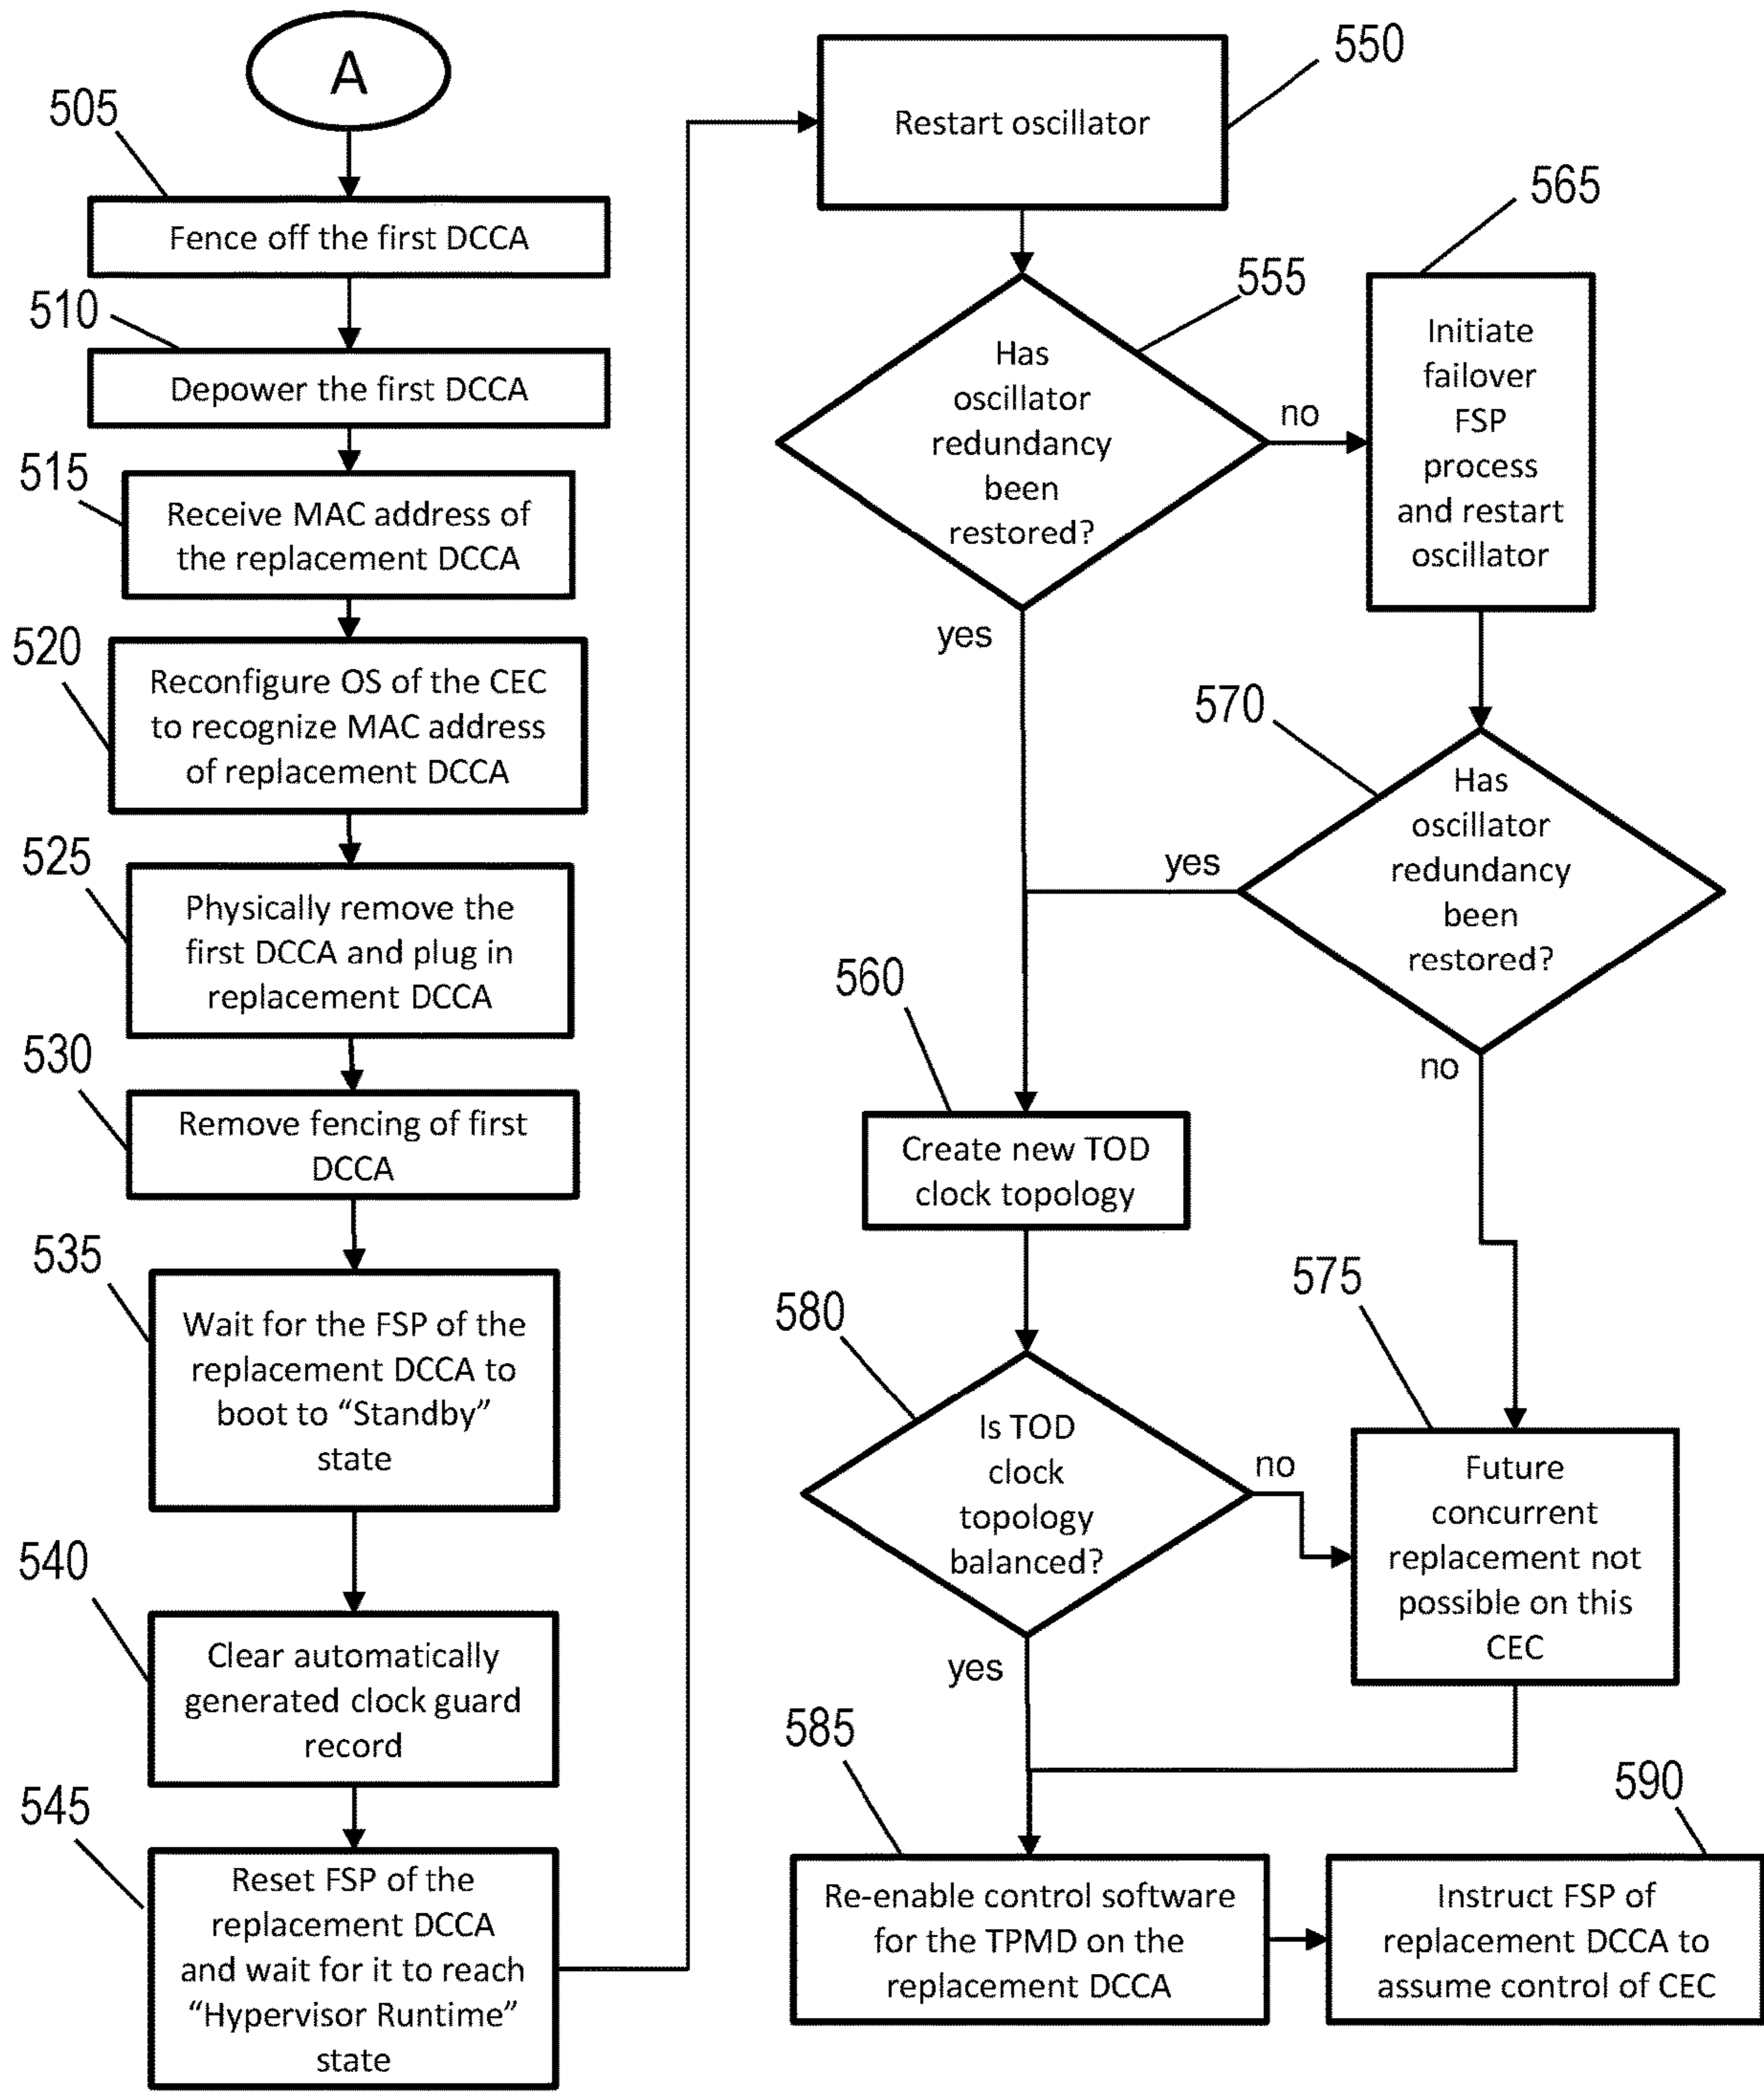 A
505
Fence off the first DCCA
510
Depower the first DCCA
515
Receive MAC address of
the replacement DCCA
520
Reconfigure OS of the CEC
to recognize MAC address
of replacement DCCA
525
Physically remove the
first DCCA and plug in
replacement DCCA
530
Remove fencing of first
DCCA
535
Wait for the FSP of the
replacement DCCA to
boot to “Standby”
state
540
Clear automatically
generated clock guard
record
545
Reset FSP of the
replacement DCCA
and wait for it to reach
“Hypervisor Runtime”
state
550
Restart oscillator
555
Has
oscillator
redundancy
been
restored?
no
yes
565
Initiate
failover
FSP
process
and restart
oscillator
570
Has
oscillator
redundancy
been
restored?
yes
no
560
Create new TOD
clock topology
580
Is TOD
clock
topology
balanced?
no
yes
575
Future
concurrent
replacement not
possible on this
CEC
585
Re-enable control software
for the TPMD on the
replacement DCCA
590
Instruct FSP of
replacement DCCA to
assume control of CEC